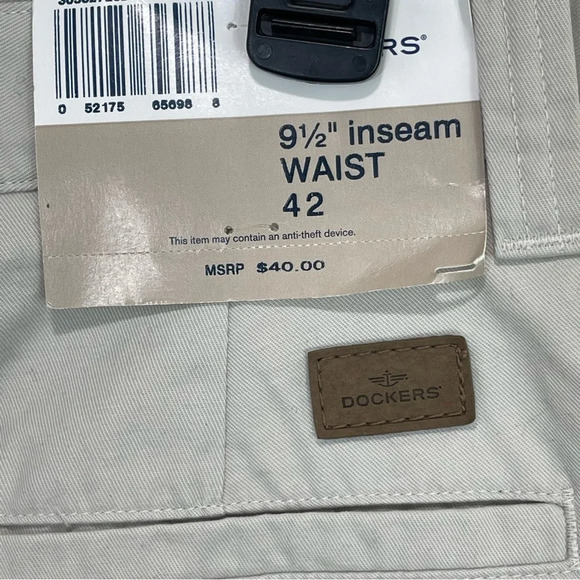 0 52175 65698 8
9½" inseam
WAIST
42
This item may contain an anti-theft device.
MSRP $40.00
DOCKERS